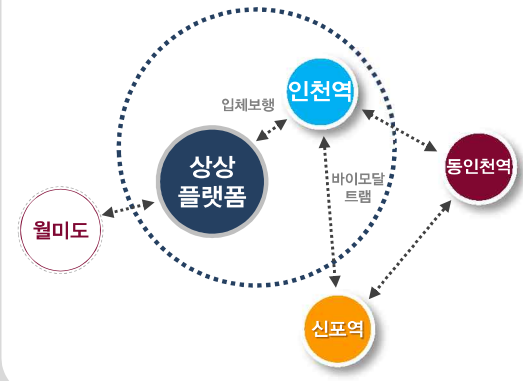 인천역
입체보행
상상
플랫폼
동인천역
바이모달
트램
월미도
신포역